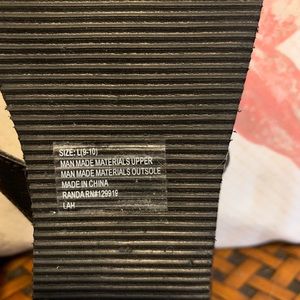 SIZE: L(9-10)
MAN MADE MATERIALS UPPER
MAN MADE MATERIALS OUTSOLE
MADE IN CHINA
RANDA RN#129919
LAH